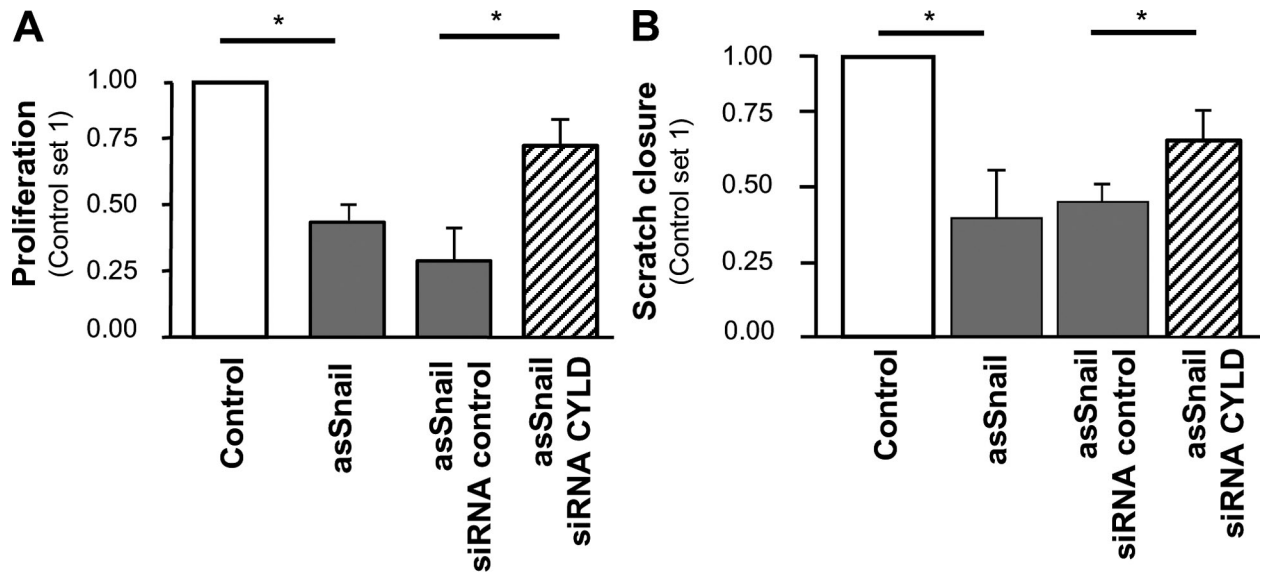 A
*
*
Proliferation
(Control set 1)
1.00
0.75
0.50
0.25
0.00
Control
asSnail
asSnail
siRNA control
asSnail
siRNA CYLD
B
*
*
Scratch closure
(Control set 1)
1.00
0.75
0.50
0.25
0.00
Control
asSnail
asSnail
siRNA control
asSnail
siRNA CYLD